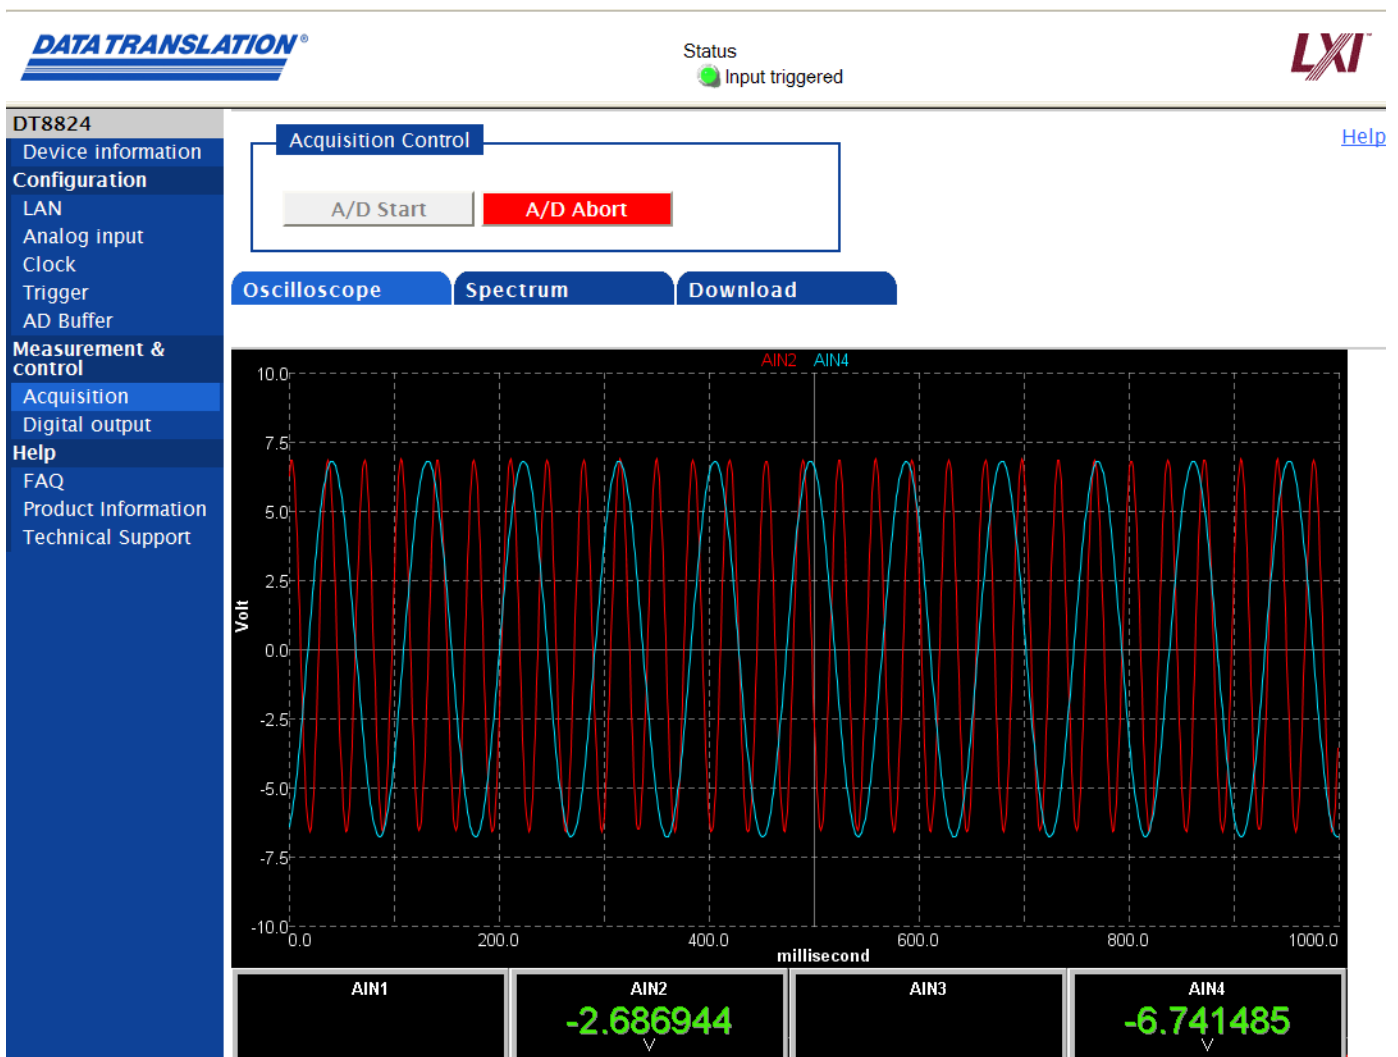 DATA TRANSLATION®
Status
Input triggered
LXI™
DT8824
Device information
Configuration
LAN
Analog input
Clock
Trigger
AD Buffer
Measurement &
control
Acquisition
Digital output
Help
FAQ
Product Information
Technical Support
Acquisition Control
Help
A/D Start
A/D Abort
Oscilloscope
Spectrum
Download
AIN2 AIN4
10.0
7.5
5.0
2.5
0.0
-2.5
-5.0
-7.5
-10.0
Volt
0.0
200.0
400.0
600.0
800.0
1000.0
millisecond
AIN1
AIN2
-2.686944
V
AIN3
AIN4
-6.741485
V